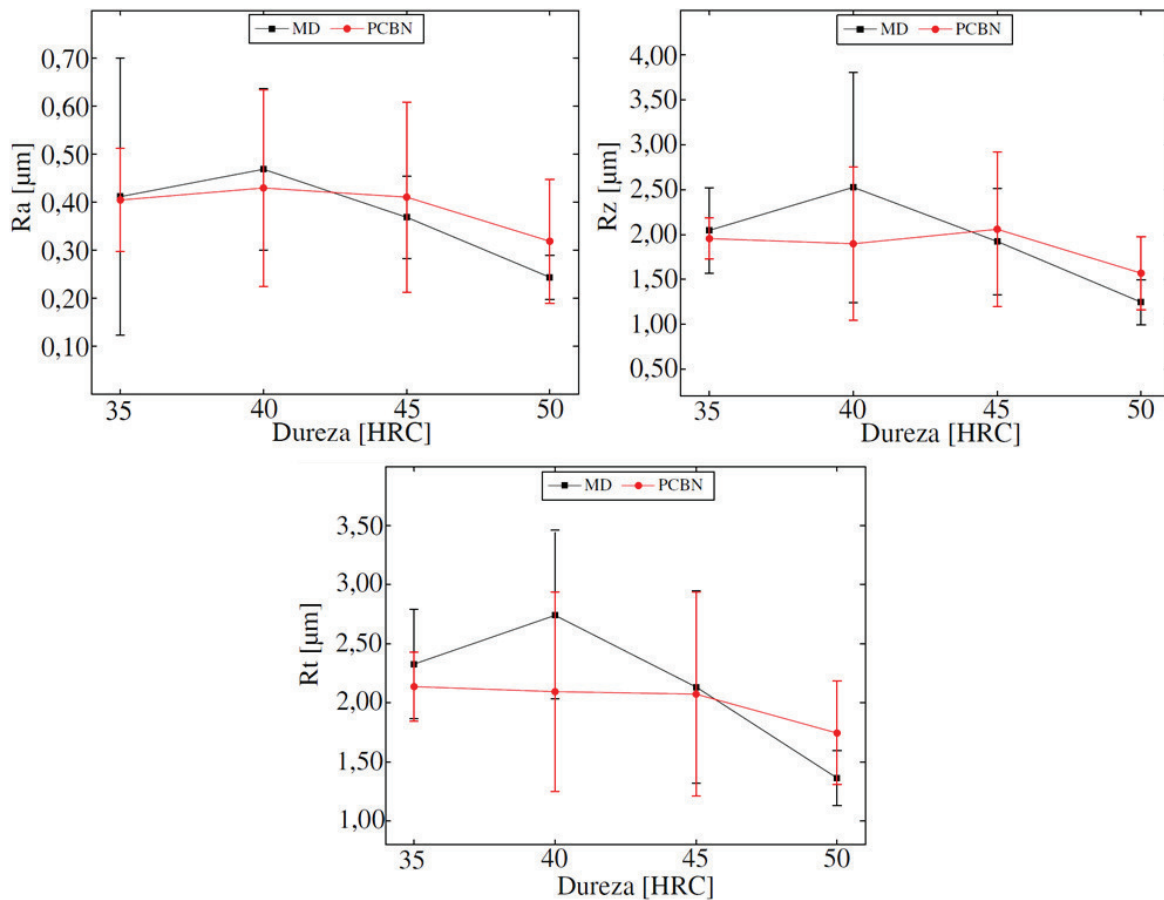 MD PCBN
Ra [µm]
0,70
0,60
0,50
0,40
0,30
0,20
0,10
35 40 45 50
Dureza [HRC]
MD PCBN
Rz [µm]
4,00
3,50
3,00
2,50
2,00
1,50
1,00
0,50
35 40 45 50
Dureza [HRC]
MD PCBN
Rt [µm]
3,50
3,00
2,50
2,00
1,50
1,00
35 40 45 50
Dureza [HRC]